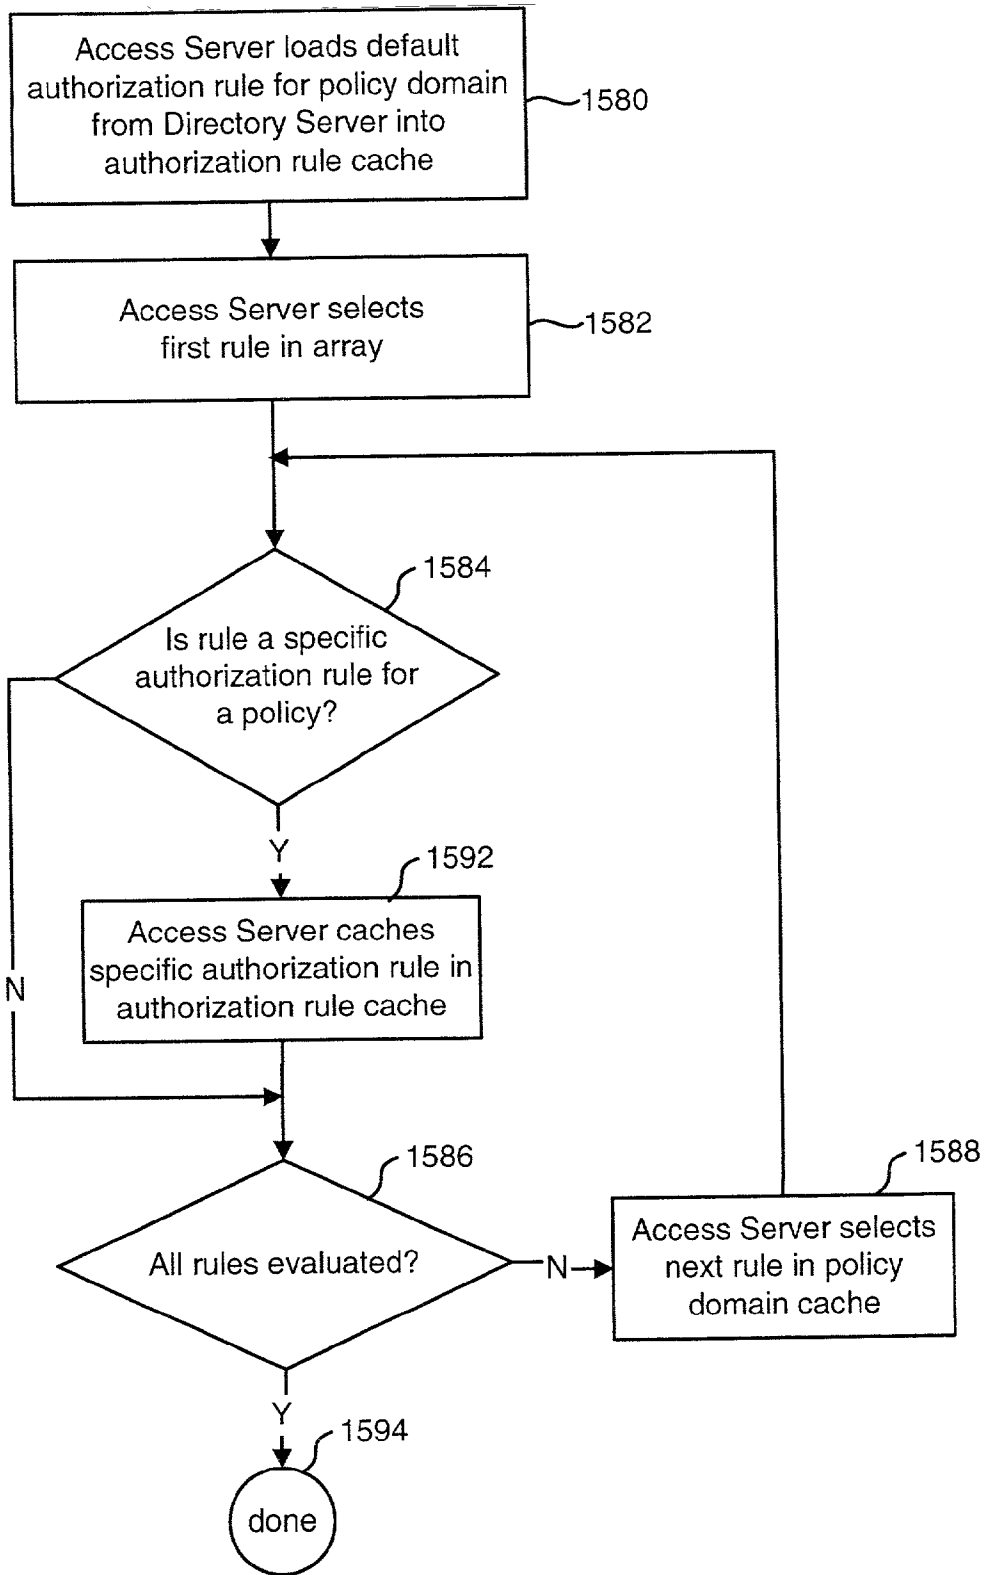 Access Server loads default
authorization rule for policy domain
from Directory Server into
authorization rule cache
1580
Access Server selects
first rule in array
1582
1584
Is rule a specific
authorization rule for
a policy?
Y
1592
Access Server caches
specific authorization rule in
authorization rule cache
N
1586
All rules evaluated?
N
1588
Access Server selects
next rule in policy
domain cache
Y
1594
done